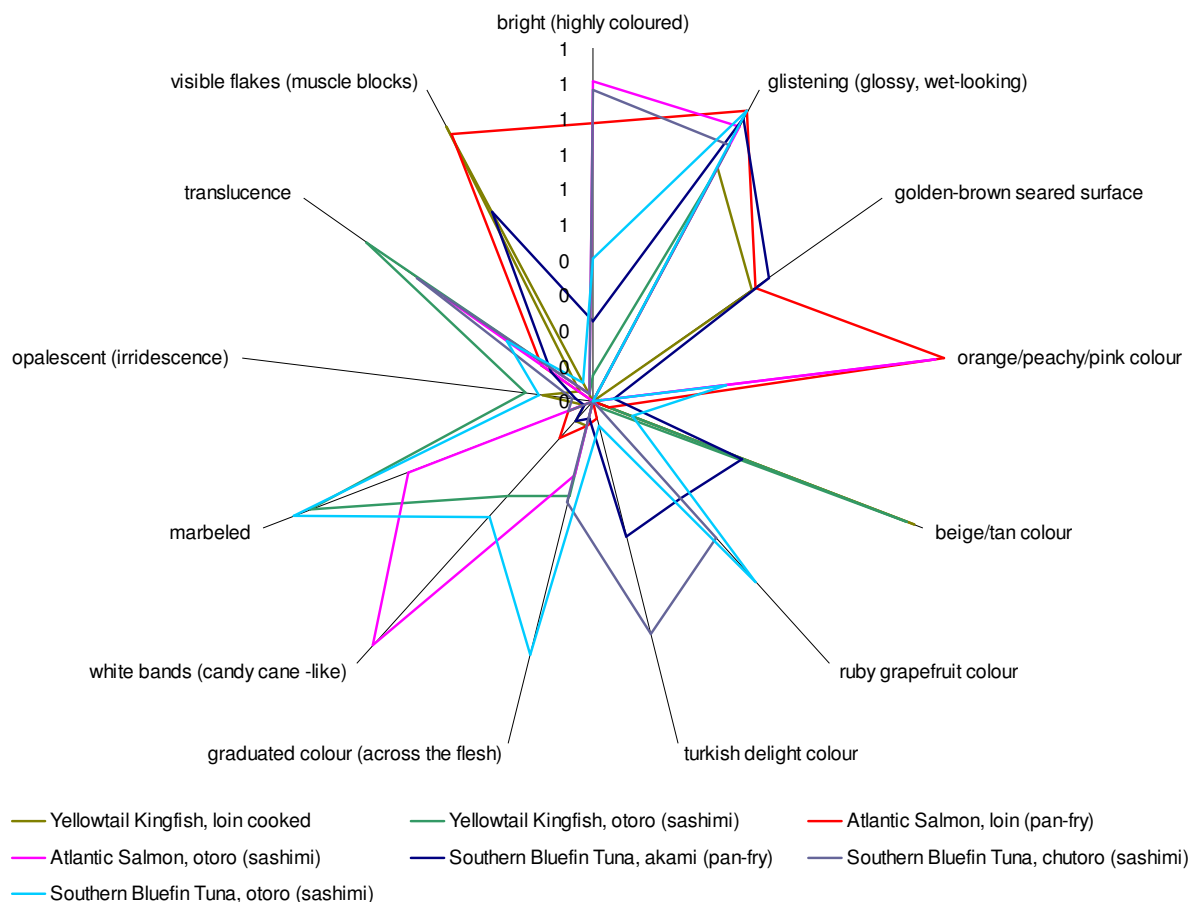 bright (highly coloured)
1
visible flakes (muscle blocks)
glistening (glossy, wet-looking)
1
1
1
translucence
golden-brown seared surface
1
1
0
0
0
opalescent (irridescence)
orange/peachy/pink colour
0
0
marbeled
beige/tan colour
white bands (candy cane -like)
ruby grapefruit colour
graduated colour (across the flesh)
turkish delight colour
Yellowtail Kingfish, loin cooked
Yellowtail Kingfish, otoro (sashimi)
Atlantic Salmon, loin (pan-fry)
Atlantic Salmon, otoro (sashimi)
Southern Bluefin Tuna, akami (pan-fry)
Southern Bluefin Tuna, chutoro (sashimi)
Southern Bluefin Tuna, otoro (sashimi)